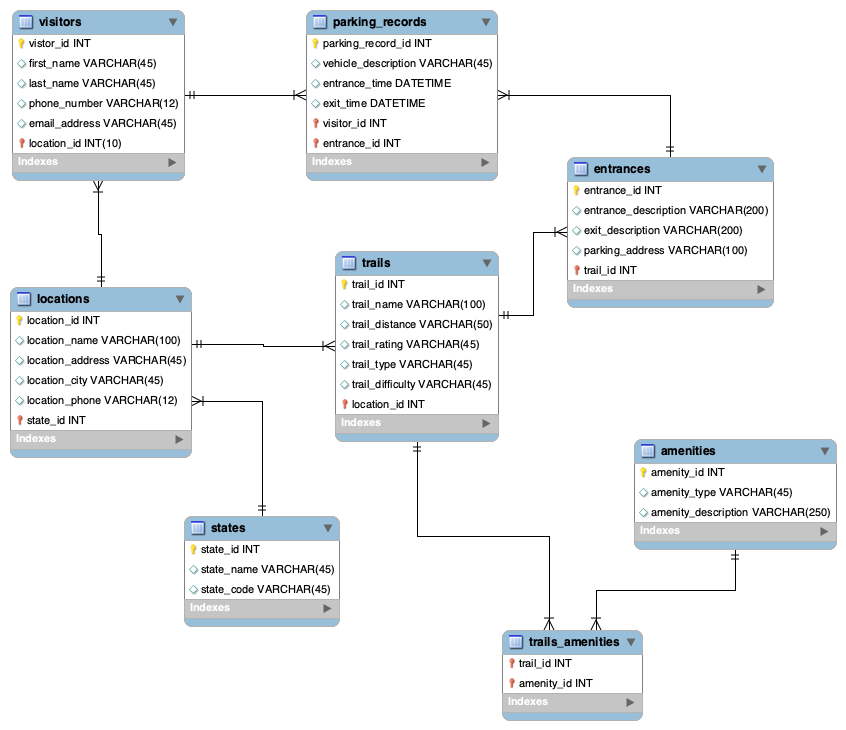 visitors
vistor_id INT
first_name VARCHAR(45)
last_name VARCHAR(45)
phone_number VARCHAR(12)
email_address VARCHAR(45)
location_id INT(10)
Indexes
parking_records
parking_record_id INT
vehicle_description VARCHAR(45)
entrance_time DATETIME
exit_time DATETIME
visitor_id INT
entrance_id INT
Indexes
entrances
entrance_id INT
entrance_description VARCHAR(200)
exit_description VARCHAR(200)
parking_address VARCHAR(100)
trail_id INT
Indexes
trails
trail_id INT
trail_name VARCHAR(100)
trail_distance VARCHAR(50)
trail_rating VARCHAR(45)
trail_type VARCHAR(45)
trail_difficulty VARCHAR(45)
location_id INT
Indexes
locations
location_id INT
location_name VARCHAR(100)
location_address VARCHAR(45)
location_city VARCHAR(45)
location_phone VARCHAR(12)
state_id INT
Indexes
amenities
amenity_id INT
amenity_type VARCHAR(45)
amenity_description VARCHAR(250)
Indexes
states
state_id INT
state_name VARCHAR(45)
state_code VARCHAR(45)
Indexes
trails_amenities
trail_id INT
amenity_id INT
Indexes